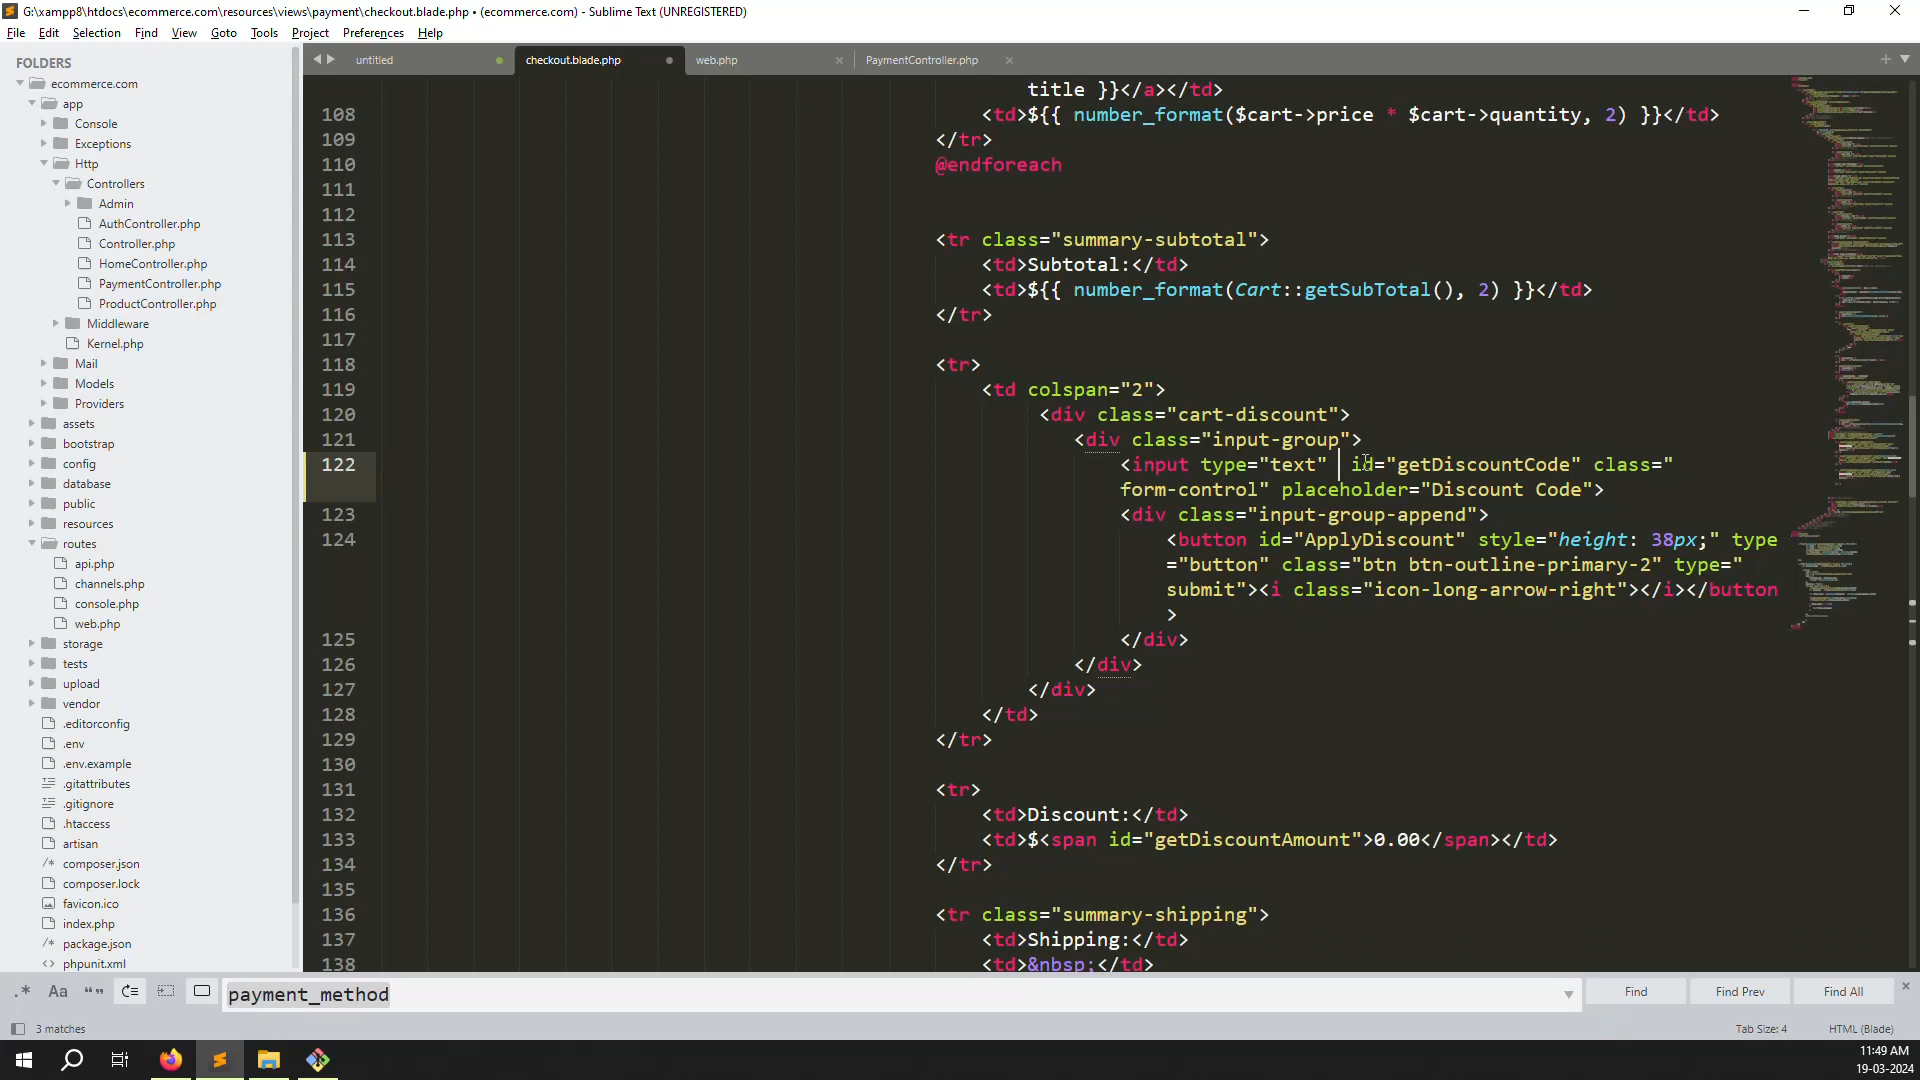 G:\xampp8\htdocs\ecommerce.com\resources\views\payment\checkout.blade.php • (ecommerce.com) - Sublime Text (UNREGISTERED)
File Edit Selection Find View Goto Tools Project Preferences Help
FOLDERS
ecommerce.com
app
Console
Exceptions
Http
Controllers
Admin
AuthController.php
Controller.php
HomeController.php
PaymentController.php
ProductController.php
Middleware
Kernel.php
Mail
Models
Providers
assets
bootstrap
config
database
public
resources
routes
api.php
channels.php
console.php
web.php
storage
tests
upload
vendor
.editorconfig
.env
.env.example
.gitattributes
.gitignore
.htaccess
artisan
composer.json
composer.lock
favicon.ico
index.php
package.json
phpunit.xml
untitled checkout.blade.php web.php PaymentController.php
title }}</a></td>
108 <td>${{ number_format($cart->price * $cart->quantity, 2) }}</td>
109 </tr>
110 @endforeach
111
112
113 <tr class="summary-subtotal">
114 <td>Subtotal:</td>
115 <td>${{ number_format(Cart::getSubTotal(), 2) }}</td>
116 </tr>
117
118 <tr>
119 <td colspan="2">
120 <div class="cart-discount">
121 <div class="input-group">
122 <input type="text"  id="getDiscountCode" class="
form-control" placeholder="Discount Code">
123 <div class="input-group-append">
124 <button id="ApplyDiscount" style="height: 38px;" type
="button" class="btn btn-outline-primary-2" type="
submit"><i class="icon-long-arrow-right"></i></button
>
125 </div>
126 </div>
127 </div>
128 </td>
129 </tr>
130
131 <tr>
132 <td>Discount:</td>
133 <td>$<span id="getDiscountAmount">0.00</span></td>
134 </tr>
135
136 <tr class="summary-shipping">
137 <td>Shipping:</td>
138 <td>&nbsp;</td>
.* Aa “” payment_method Find Find Prev Find All
3 matches Tab Size: 4 HTML (Blade)
11:49 AM
19-03-2024